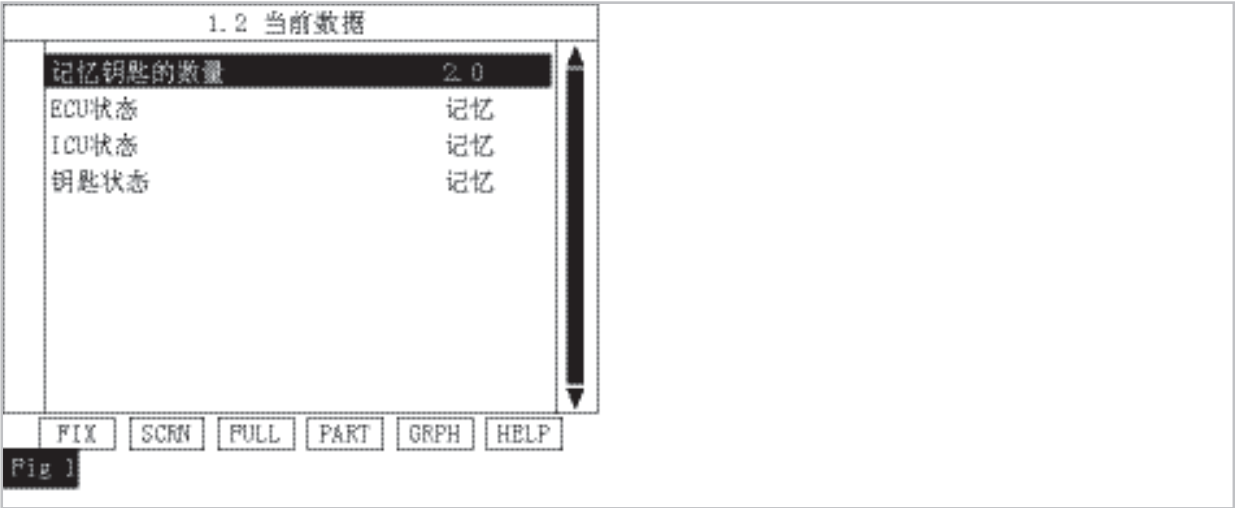 1.2 当前数据
记忆钥匙的数量 2.0
ECU状态 记忆
ICU状态 记忆
钥匙状态 记忆
FIX SCRN FULL PART GRPH HELP
Fig 1